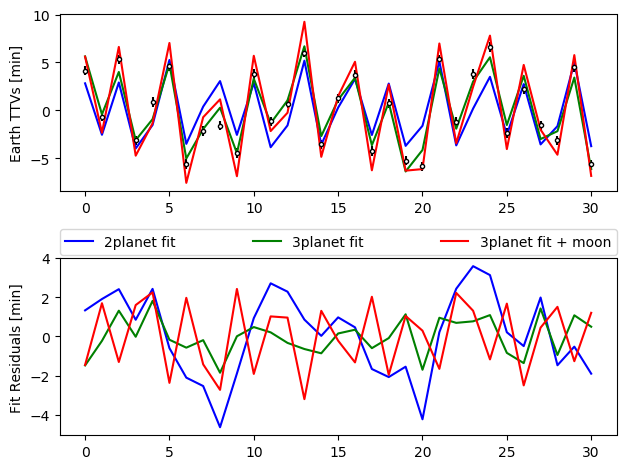 Earth TTVs [min]
10
5
0
−5
0 5 10 15 20 25 30
2planet fit 3planet fit 3planet fit + moon
Fit Residuals [min]
4
2
0
−2
−4
0 5 10 15 20 25 30